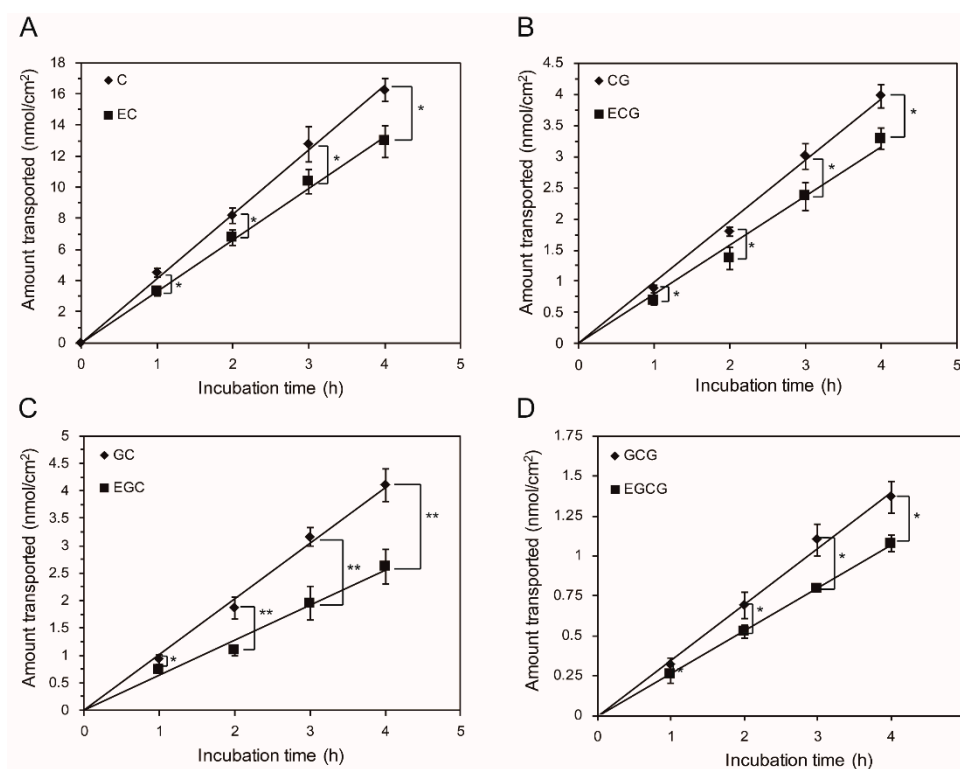 A
Amount transported (nmol/cm²)
18
16
14
12
10
8
6
4
2
0
C
EC
*
*
*
*
0 1 2 3 4 5
Incubation time (h)
B
Amount transported (nmol/cm²)
4.5
4
3.5
3
2.5
2
1.5
1
0.5
0
CG
ECG
*
*
*
*
0 1 2 3 4 5
Incubation time (h)
C
Amount transported (nmol/cm²)
5
4.5
4
3.5
3
2.5
2
1.5
1
0.5
0
GC
EGC
**
**
**
*
0 1 2 3 4 5
Incubation time (h)
D
Amount transported (nmol/cm²)
1.75
1.5
1.25
1
0.75
0.5
0.25
0
GCG
EGCG
*
*
*
*
0 1 2 3 4
Incubation time (h)